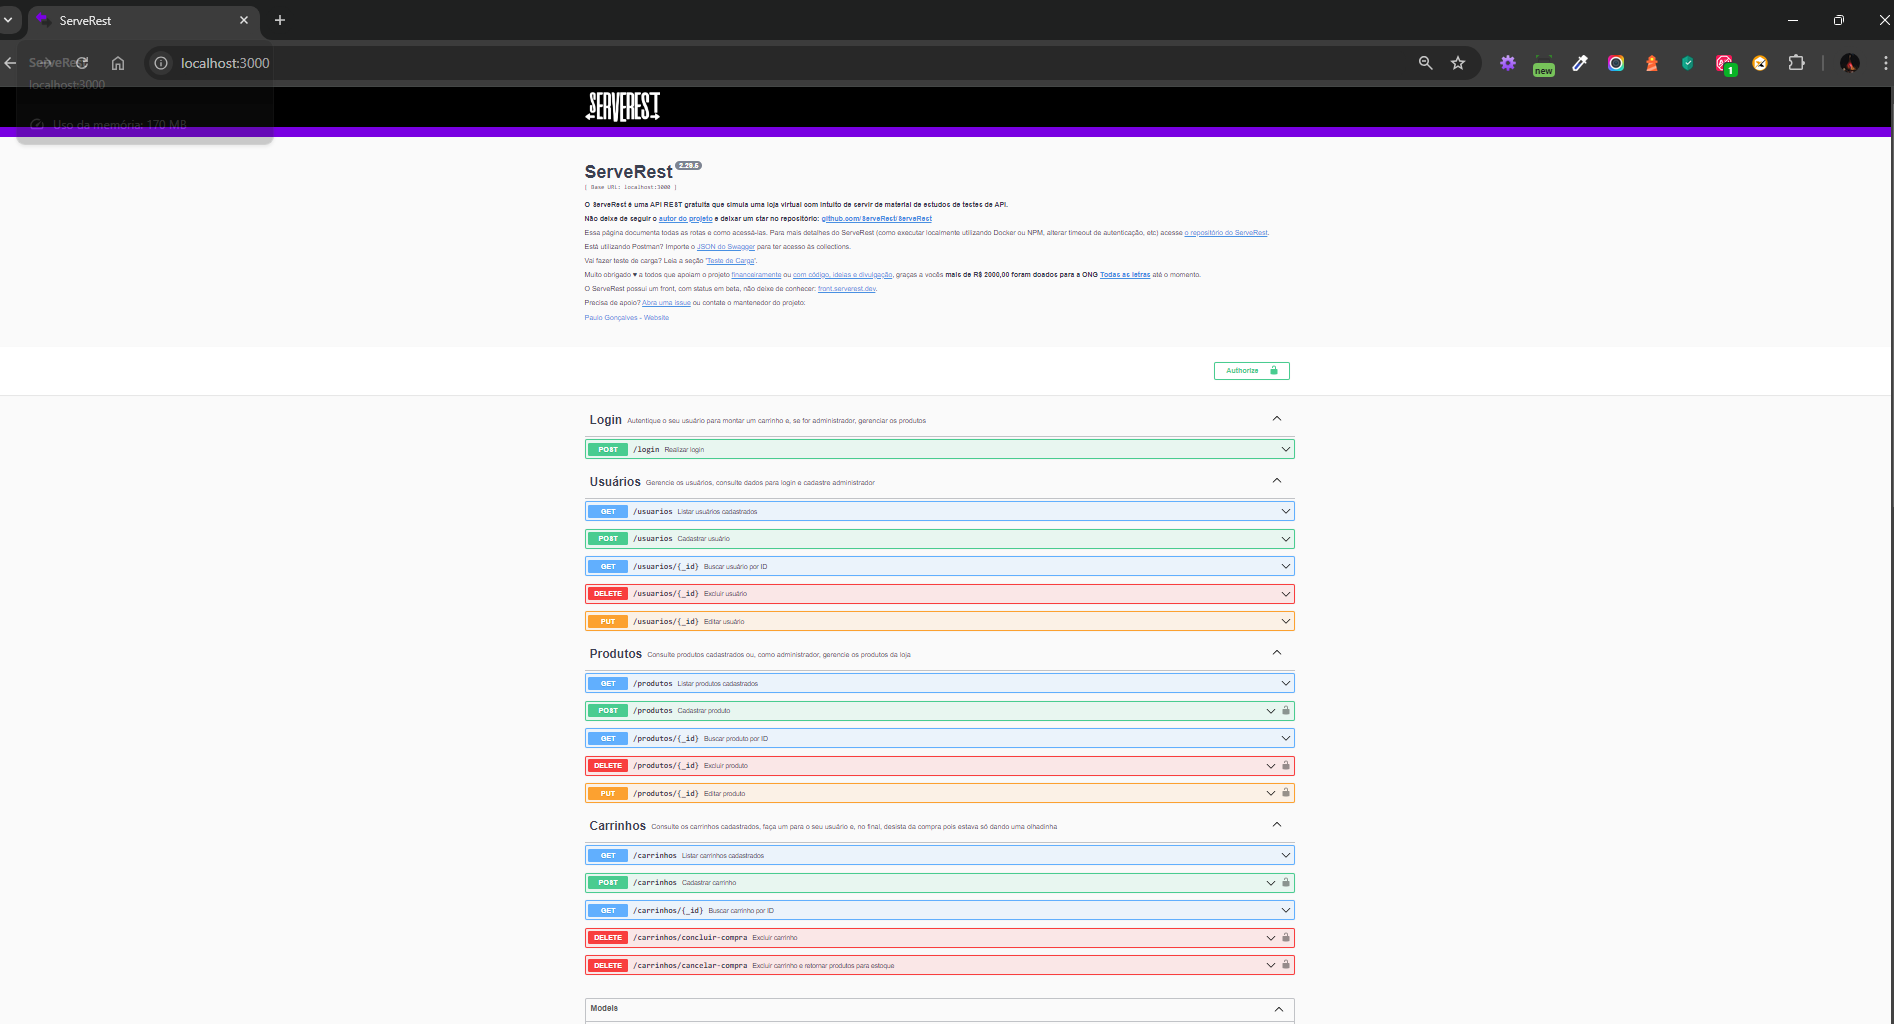 ServeRest
localhost:3000
new
1
ServeRest
localhost:3000
Uso da memória: 170 MB
SERVEREST
ServeRest 2.29.5
[ Base URL: localhost:3000 ]
O ServeRest é uma API REST gratuita que simula uma loja virtual com intuito de servir de material de estudos de testes de API.
Não deixe de seguir o autor do projeto e deixar um star no repositório: github.com/ServeRest/ServeRest
Essa página documenta todas as rotas e como acessá-las. Para mais detalhes do ServeRest (como executar localmente utilizando Docker ou NPM, alterar timeout de autenticação, etc) acesse o repositório do ServeRest.
Está utilizando Postman? Importe o JSON do Swagger para ter acesso às collections.
Vai fazer teste de carga? Leia a seção 'Teste de Carga'.
Muito obrigado ♥ a todos que apoiam o projeto financeiramente ou com código, ideias e divulgação, graças a vocês mais de R$ 2000,00 foram doados para a ONG Todas as letras até o momento.
O ServeRest possui um front, com status em beta, não deixe de conhecer: front.serverest.dev.
Precisa de apoio? Abra uma issue ou contate o mantenedor do projeto:
Paulo Gonçalves - Website
Authorize
Login Autentique o seu usuário para montar um carrinho e, se for administrador, gerenciar os produtos
POST /login Realizar login
Usuários Gerencie os usuários, consulte dados para login e cadastre administrador
GET /usuarios Listar usuários cadastrados
POST /usuarios Cadastrar usuário
GET /usuarios/{_id} Buscar usuário por ID
DELETE /usuarios/{_id} Excluir usuário
PUT /usuarios/{_id} Editar usuário
Produtos Consulte produtos cadastrados ou, como administrador, gerencie os produtos da loja
GET /produtos Listar produtos cadastrados
POST /produtos Cadastrar produto
GET /produtos/{_id} Buscar produto por ID
DELETE /produtos/{_id} Excluir produto
PUT /produtos/{_id} Editar produto
Carrinhos Consulte os carrinhos cadastrados, faça um para o seu usuário e, no final, desista da compra pois estava só dando uma olhadinha
GET /carrinhos Listar carrinhos cadastrados
POST /carrinhos Cadastrar carrinho
GET /carrinhos/{_id} Buscar carrinho por ID
DELETE /carrinhos/concluir-compra Excluir carrinho
DELETE /carrinhos/cancelar-compra Excluir carrinho e retornar produtos para estoque
Models